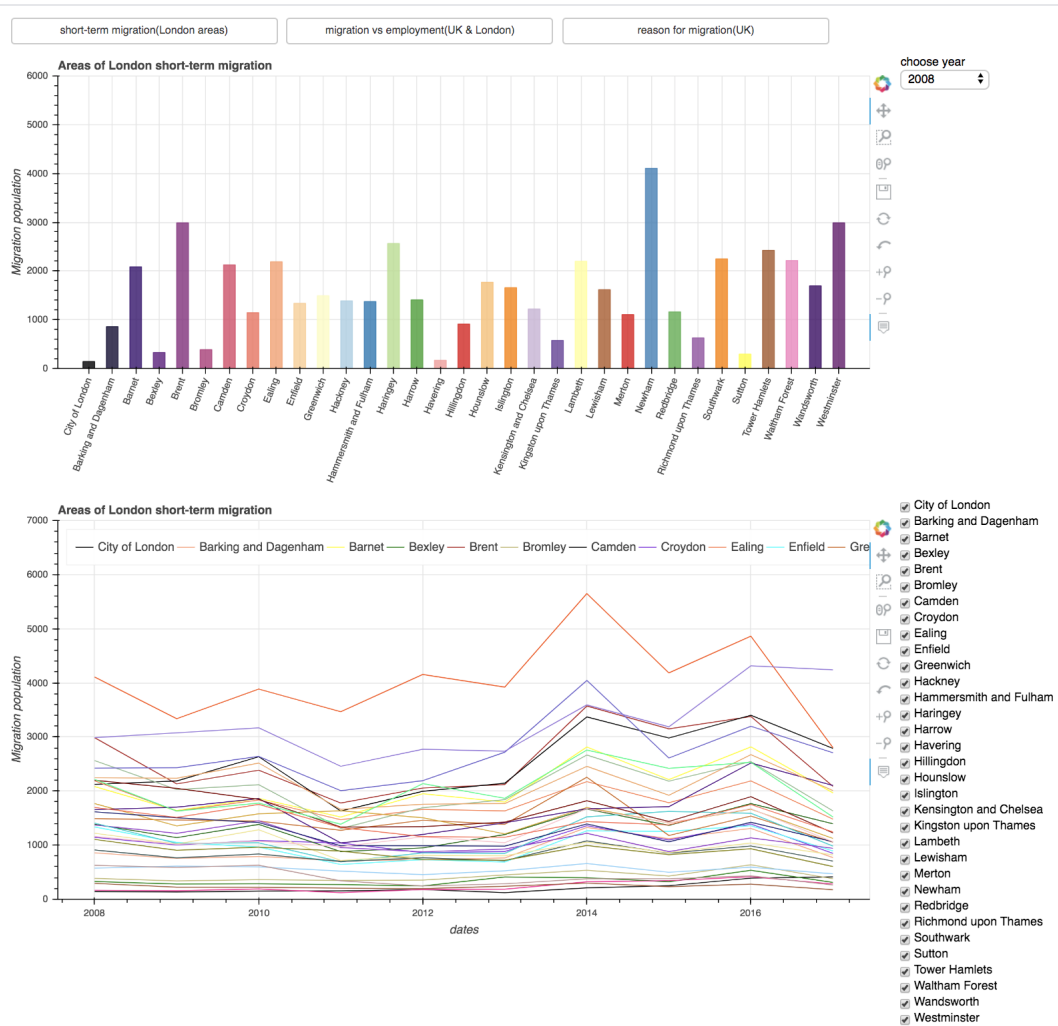 short-term migration(London areas)
migration vs employment(UK & London)
reason for migration(UK)
Areas of London short-term migration
choose year
2008
6000
5000
4000
3000
2000
1000
0
Migration population
City of London
Barking and Dagenham
Barnet
Bexley
Brent
Bromley
Camden
Croydon
Ealing
Enfield
Greenwich
Hackney
Hammersmith and Fulham
Haringey
Harrow
Havering
Hillingdon
Hounslow
Islington
Kensington and Chelsea
Kingston upon Thames
Lambeth
Lewisham
Merton
Newham
Redbridge
Richmond upon Thames
Southwark
Sutton
Tower Hamlets
Waltham Forest
Wandsworth
Westminster
Areas of London short-term migration
7000
6000
5000
4000
3000
2000
1000
0
Migration population
City of London Barking and Dagenham Barnet Bexley Brent Bromley Camden Croydon Ealing Enfield Gre
2008 2010 2012 2014 2016
dates
City of London
Barking and Dagenham
Barnet
Bexley
Brent
Bromley
Camden
Croydon
Ealing
Enfield
Greenwich
Hackney
Hammersmith and Fulham
Haringey
Harrow
Havering
Hillingdon
Hounslow
Islington
Kensington and Chelsea
Kingston upon Thames
Lambeth
Lewisham
Merton
Newham
Redbridge
Richmond upon Thames
Southwark
Sutton
Tower Hamlets
Waltham Forest
Wandsworth
Westminster